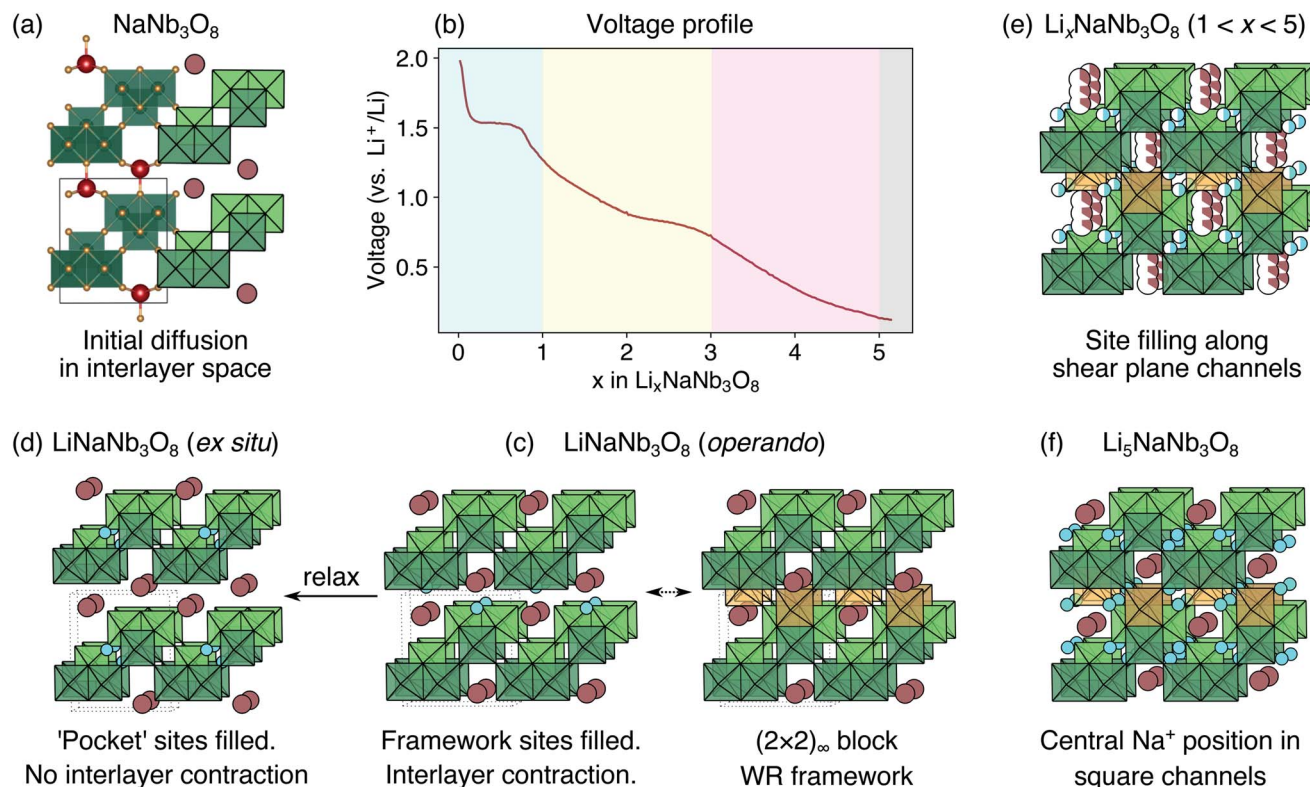 (a) NaNb₃O₈
Initial diffusion
in interlayer space
(b) Voltage profile
2.0
1.5
1.0
0.5
Voltage (vs. Li⁺/Li)
0 1 2 3 4 5
x in LiₓNaNb₃O₈
(e) LiₓNaNb₃O₈ (1 < x < 5)
Site filling along
shear plane channels
(d) LiNaNb₃O₈ (ex situ)
'Pocket' sites filled.
No interlayer contraction
relax
(c) LiNaNb₃O₈ (operando)
Framework sites filled.
Interlayer contraction.
(2×2)∞ block
WR framework
(f) Li₅NaNb₃O₈
Central Na⁺ position in
square channels